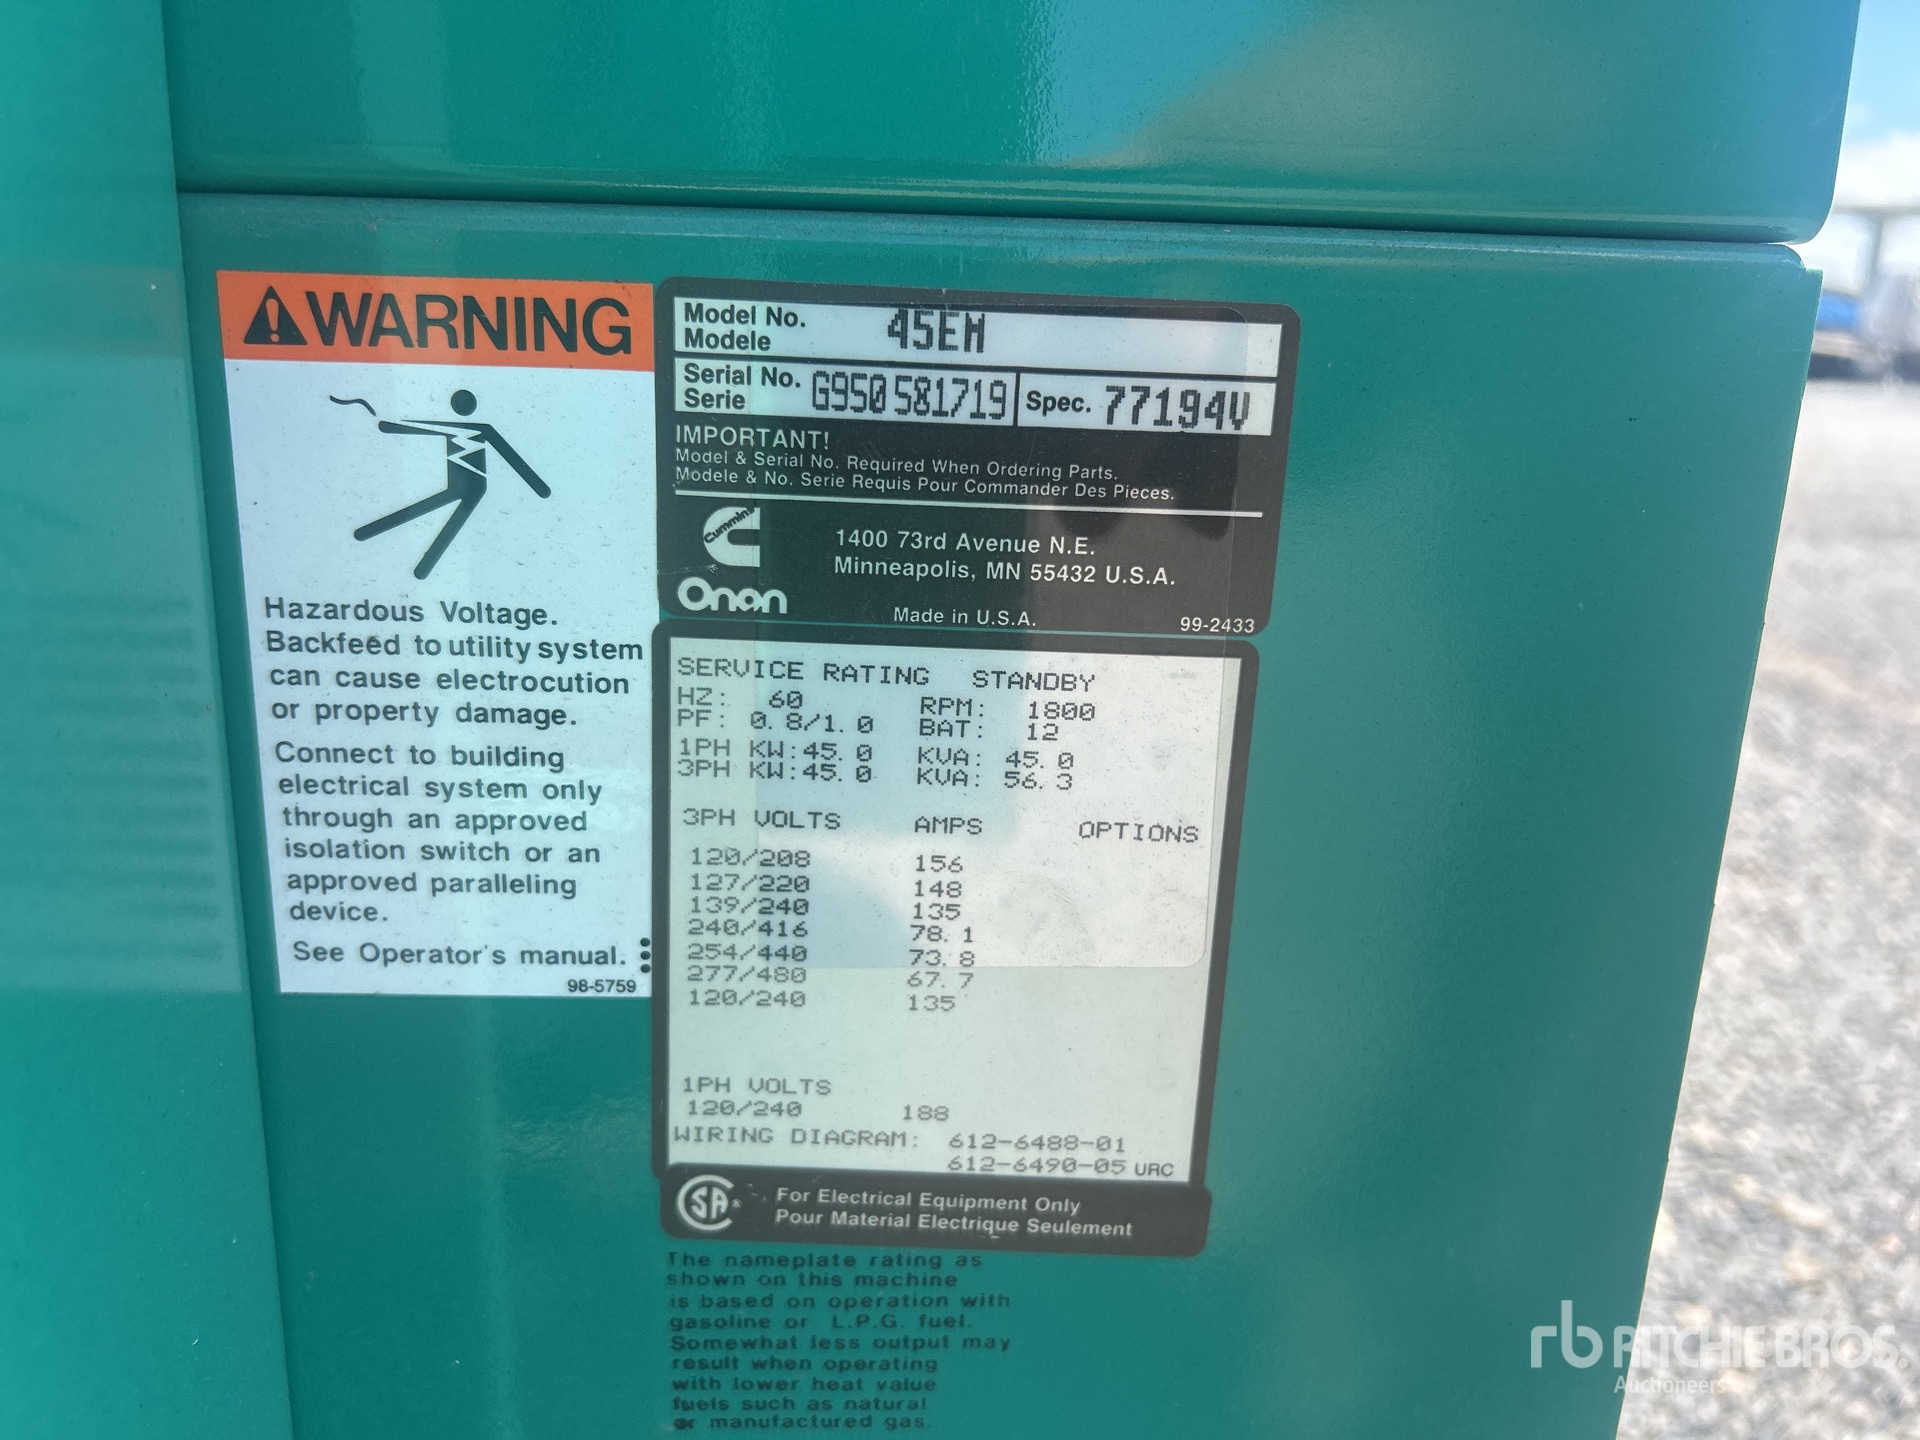 WARNING
Hazardous Voltage.
Backfeed to utility system
can cause electrocution
or property damage.
Connect to building
electrical system only
through an approved
isolation switch or an
approved paralleling
device.
See Operator's manual.
98-5759
Model No. 45EM
Modele
Serial No. G950581719 Spec. 77194V
Serie
IMPORTANT!
Model & Serial No. Required When Ordering Parts.
Modele & No. Serie Requis Pour Commander Des Pieces.
Cummins
Onan
1400 73rd Avenue N.E.
Minneapolis, MN 55432 U.S.A.
Made in U.S.A. 99-2433
SERVICE RATING STANDBY
HZ: 60 RPM: 1800
PF: 0.8/1.0 BAT: 12
1PH KW:45.0 KVA: 45.0
3PH KW:45.0 KVA: 56.3
3PH VOLTS AMPS OPTIONS
120/208 156
127/220 148
139/240 135
240/416 78.1
254/440 73.8
277/480 67.7
120/240 135
1PH VOLTS
120/240 188
WIRING DIAGRAM: 612-6488-01
612-6490-05 URC
SA
For Electrical Equipment Only
Pour Material Electrique Seulement
The nameplate rating as
shown on this machine
is based on operation with
gasoline or L.P.G. fuel.
Somewhat less output may
result when operating
with lower heat value
fuels such as natural
or manufactured gas.
rb RITCHIE BROS.
Auctioneers